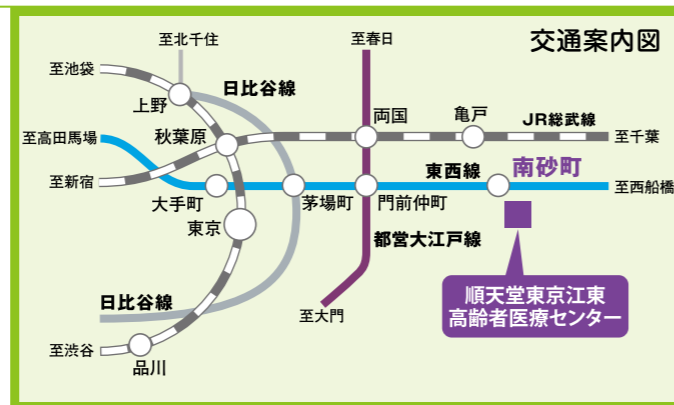 交通案内図
至北千住
至春日
至池袋
上野
日比谷線
両国
亀戸
JR総武線
至高田馬場
秋葉原
至千葉
東西線
南砂町
至新宿
大手町
茅場町
門前仲町
至西船橋
東京
都営大江戸線
日比谷線
順天堂東京江東
高齢者医療センター
至大門
至渋谷
品川